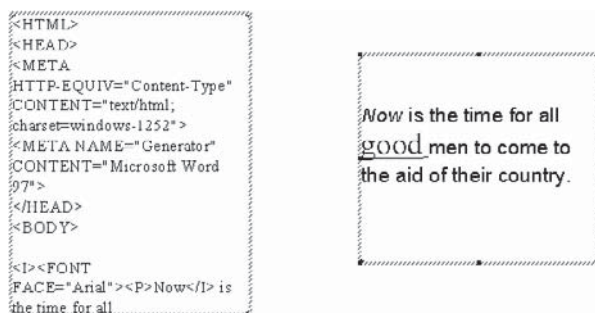 <HTML>
<HEAD>
<META
HTTP-EQUIV="Content-Type"
CONTENT="text/html;
charset=windows-1252">
<META NAME="Generator"
CONTENT="Microsoft Word
97">
</HEAD>
<BODY>
<I><FONT
FACE="Arial"><P>Now</I> is
the time for all
Now is the time for all
good men to come to
the aid of their country.